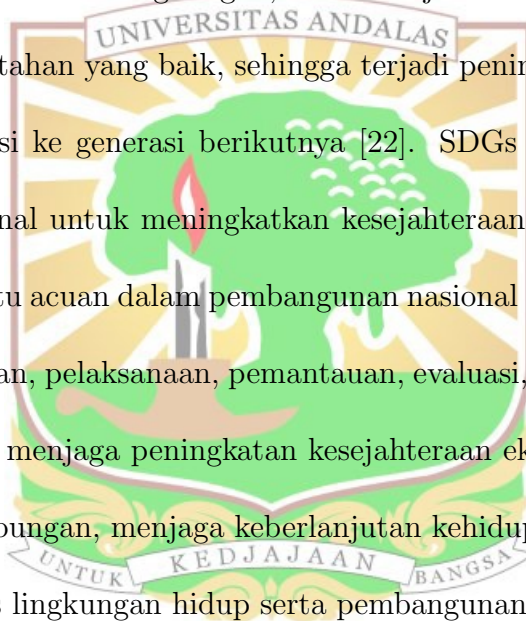 UNIVERSITAS ANDALAS
tahan yang baik, sehingga terjadi penin
si ke generasi berikutnya [22]. SDGs
nal untuk meningkatkan kesejahteraan
tu acuan dalam pembangunan nasional
an, pelaksanaan, pemantauan, evaluasi,
menjaga peningkatan kesejahteraan ek
bungan, menjaga keberlanjutan kehidup
UNTUK KEDJAJAAN BANGSA
s lingkungan hidup serta pembangunan